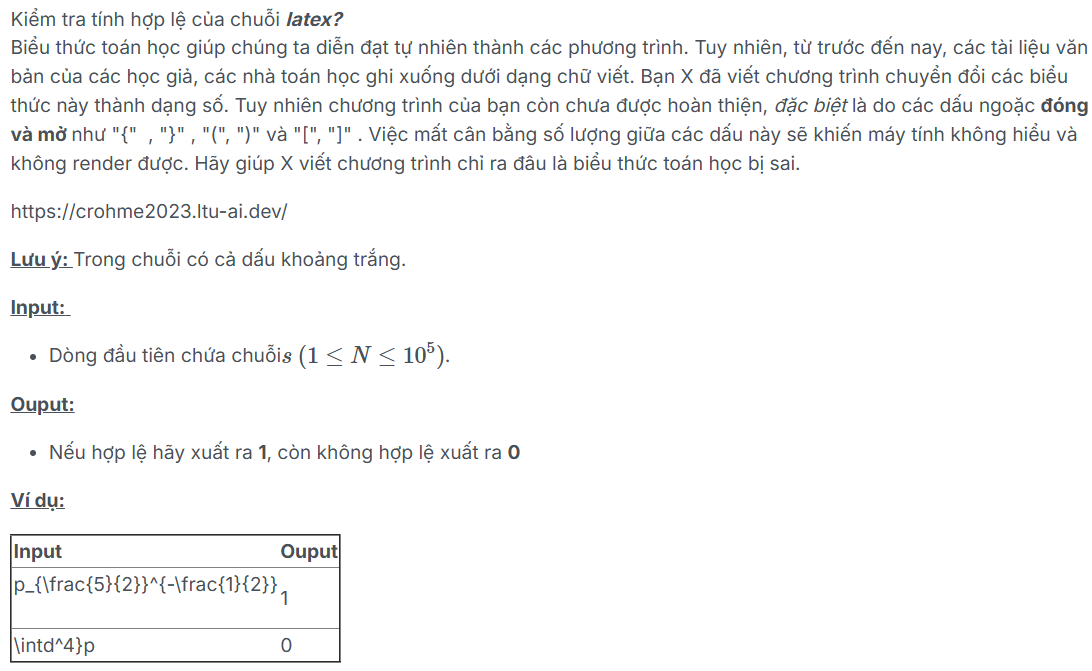 Kiểm tra tính hợp lệ của chuỗi latex?
Biểu thức toán học giúp chúng ta diễn đạt tự nhiên thành các phương trình. Tuy nhiên, từ trước đến nay, các tài liệu văn
bản của các học giả, các nhà toán học ghi xuống dưới dạng chữ viết. Bạn X đã viết chương trình chuyển đổi các biểu
thức này thành dạng số. Tuy nhiên chương trình của bạn còn chưa được hoàn thiện, đặc biệt là do các dấu ngoặc đóng
và mở như "{" , "}" , "(", ")" và "[", "]" . Việc mất cân bằng số lượng giữa các dấu này sẽ khiến máy tính không hiểu và
không render được. Hãy giúp X viết chương trình chỉ ra đâu là biểu thức toán học bị sai.
https://crohme2023.ltu-ai.dev/
Lưu ý: Trong chuỗi có cả dấu khoảng trắng.
Input:
• Dòng đầu tiên chứa chuỗis (1 ≤ N ≤ 10^5).
Ouput:
• Nếu hợp lệ hãy xuất ra 1, còn không hợp lệ xuất ra 0
Ví dụ:
Input Ouput
p_{\frac{5}{2}}^{-\frac{1}{2}} 1
\intd^4}p 0